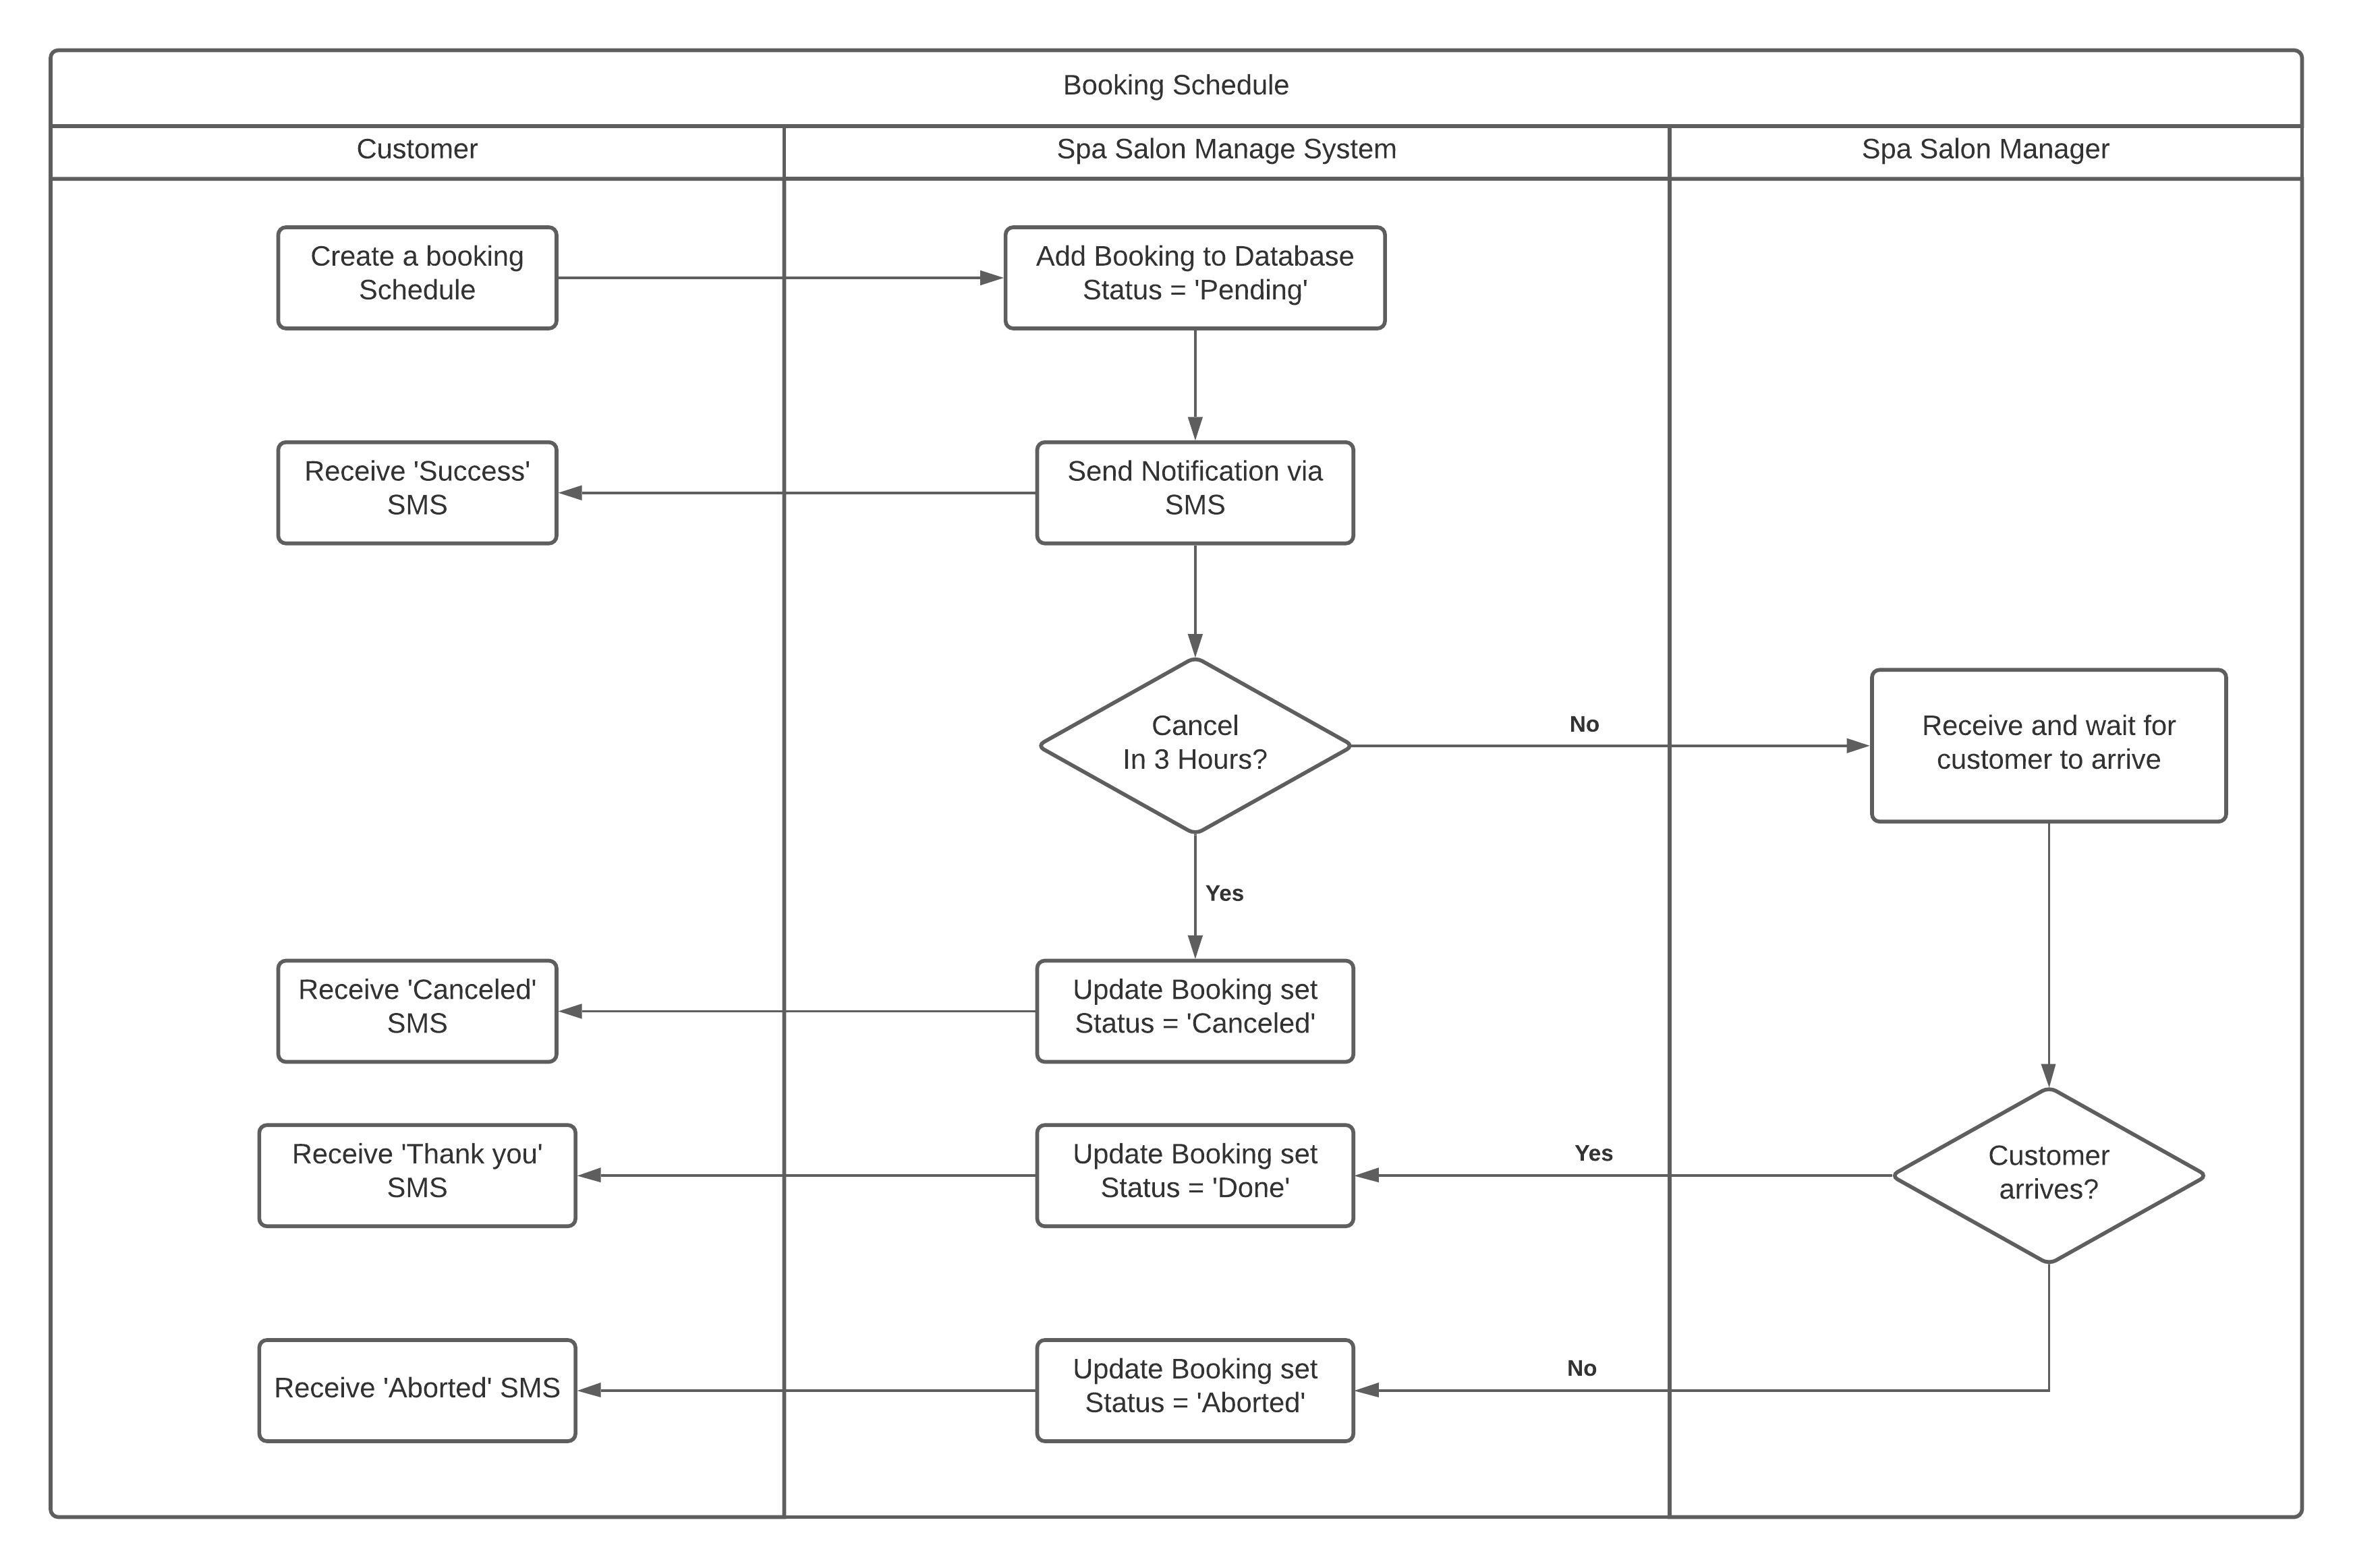 Booking Schedule
Customer
Spa Salon Manage System
Spa Salon Manager
Create a booking
Schedule
Add Booking to Database
Status = 'Pending'
Receive 'Success'
SMS
Send Notification via
SMS
Cancel
In 3 Hours?
No
Receive and wait for
customer to arrive
Yes
Receive 'Canceled'
SMS
Update Booking set
Status = 'Canceled'
Receive 'Thank you'
SMS
Update Booking set
Status = 'Done'
Yes
Customer
arrives?
Receive 'Aborted' SMS
Update Booking set
Status = 'Aborted'
No